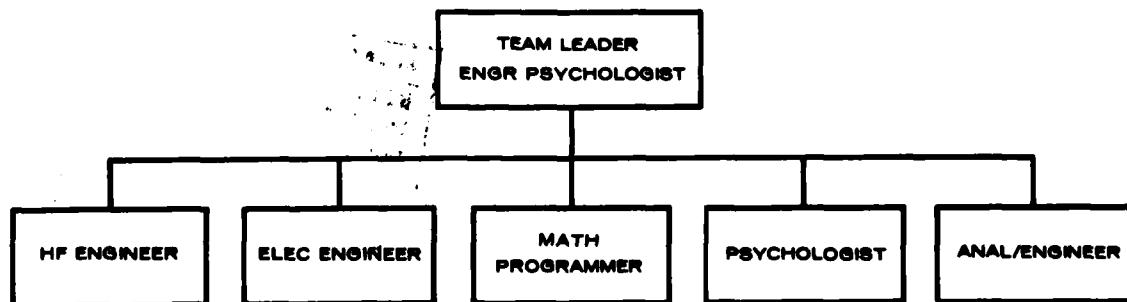 TEAM LEADER
ENGR PSYCHOLOGIST
HF ENGINEER
ELEC ENGINEER
MATH
PROGRAMMER
PSYCHOLOGIST
ANAL/ENGINEER